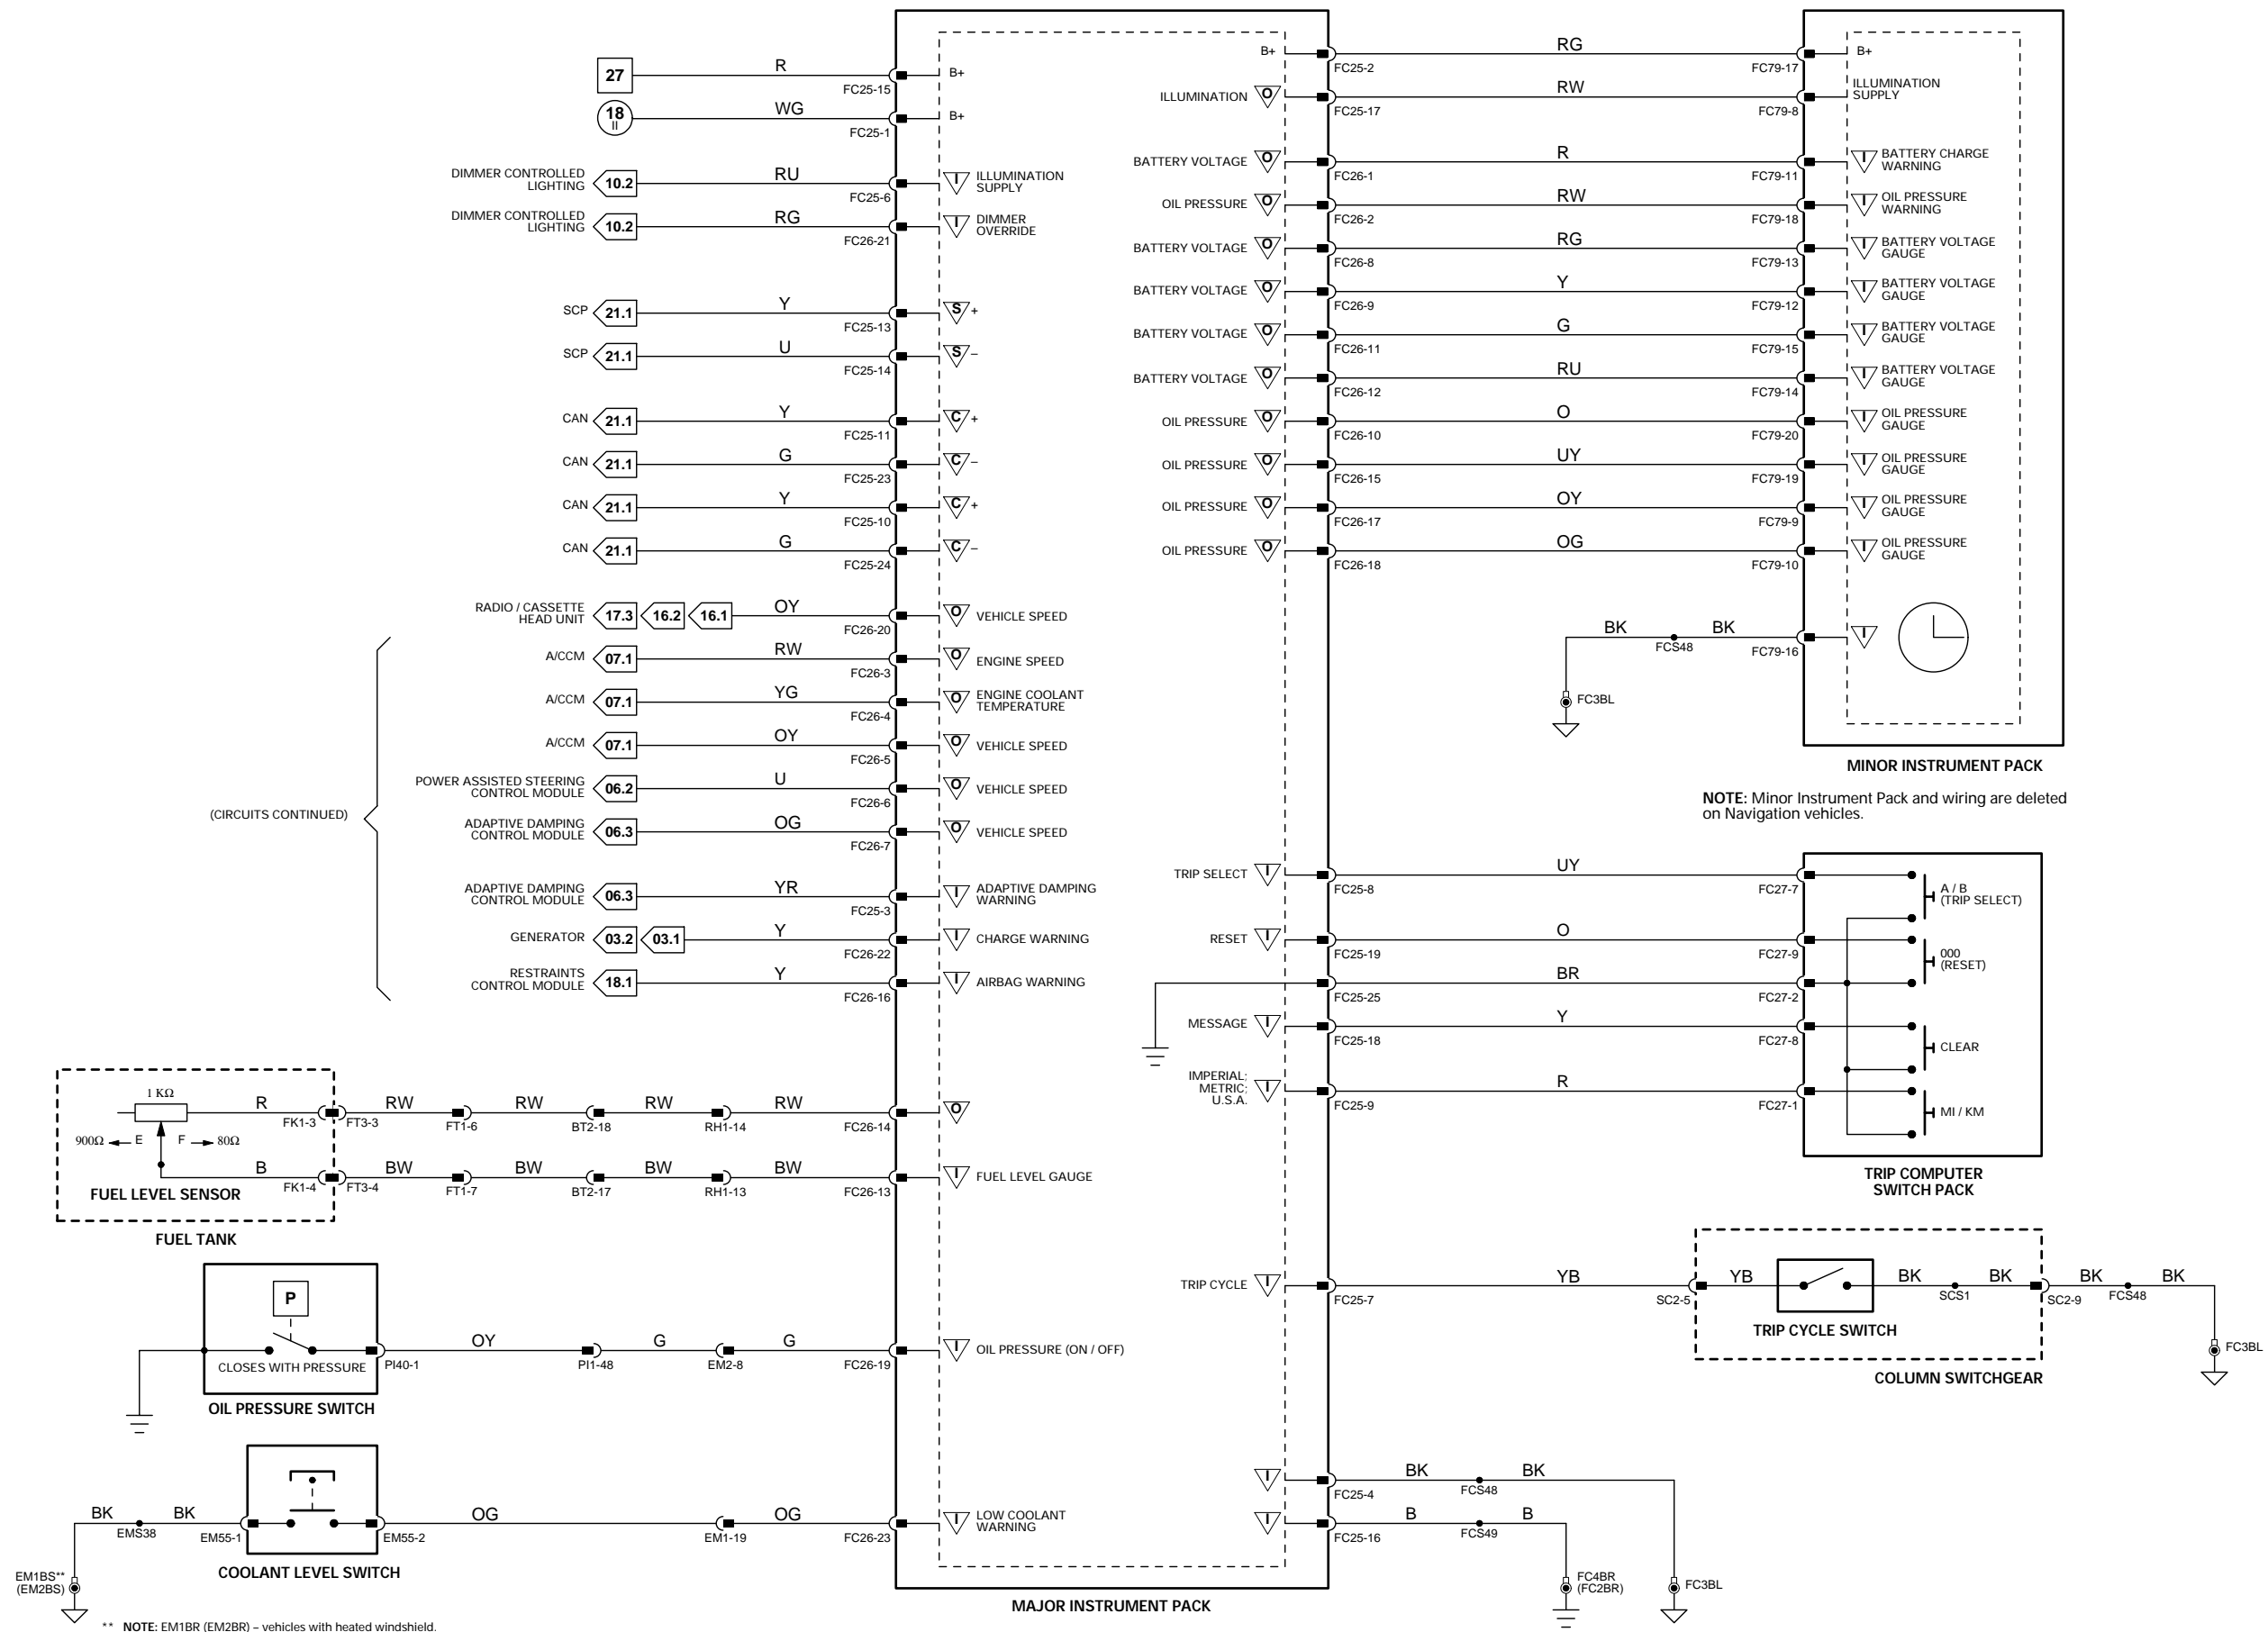 27
R
FC25-15
B+
18
II
WG
FC25-1
B+
DIMMER CONTROLLED
LIGHTING
10.2
RU
FC25-6
I
ILLUMINATION
SUPPLY
DIMMER CONTROLLED
LIGHTING
10.2
RG
FC26-21
I
DIMMER
OVERRIDE
SCP
21.1
Y
FC25-13
S
+
SCP
21.1
U
FC25-14
S
–
CAN
21.1
Y
FC25-11
C
+
CAN
21.1
G
FC25-23
C
–
CAN
21.1
Y
FC25-10
C
+
CAN
21.1
G
FC25-24
C
–
RADIO / CASSETTE
HEAD UNIT
17.3
16.2
16.1
OY
FC26-20
O
VEHICLE SPEED
A/CCM
07.1
RW
FC26-3
O
ENGINE SPEED
A/CCM
07.1
YG
FC26-4
O
ENGINE COOLANT
TEMPERATURE
A/CCM
07.1
OY
FC26-5
O
VEHICLE SPEED
POWER ASSISTED STEERING
CONTROL MODULE
06.2
U
FC26-6
O
VEHICLE SPEED
(CIRCUITS CONTINUED)
ADAPTIVE DAMPING
CONTROL MODULE
06.3
OG
FC26-7
O
VEHICLE SPEED
ADAPTIVE DAMPING
CONTROL MODULE
06.3
YR
FC25-3
I
ADAPTIVE DAMPING
WARNING
GENERATOR
03.2
03.1
Y
FC26-22
I
CHARGE WARNING
RESTRAINTS
CONTROL MODULE
18.1
Y
FC26-16
I
AIRBAG WARNING
1 KΩ
R
FK1-3
FT3-3
RW
FT1-6
RW
BT2-18
RW
RH1-14
RW
FC26-14
O
900Ω
E
F
80Ω
B
FK1-4
FT3-4
BW
FT1-7
BW
BT2-17
BW
RH1-13
BW
FC26-13
I
FUEL LEVEL GAUGE
FUEL LEVEL SENSOR
FUEL TANK
P
CLOSES WITH PRESSURE
PI40-1
OY
PI1-48
G
EM2-8
G
FC26-19
I
OIL PRESSURE (ON / OFF)
OIL PRESSURE SWITCH
BK
EMS38
BK
EM55-1
EM55-2
OG
EM1-19
OG
FC26-23
I
LOW COOLANT
WARNING
COOLANT LEVEL SWITCH
EM1BS**
(EM2BS)
** NOTE: EM1BR (EM2BR) – vehicles with heated windshield.
B+
FC25-2
RG
FC79-17
B+
ILLUMINATION
O
FC25-17
RW
FC79-8
ILLUMINATION
SUPPLY
BATTERY VOLTAGE
O
FC26-1
R
FC79-11
I
BATTERY CHARGE
WARNING
OIL PRESSURE
O
FC26-2
RW
FC79-18
I
OIL PRESSURE
WARNING
BATTERY VOLTAGE
O
FC26-8
RG
FC79-13
I
BATTERY VOLTAGE
GAUGE
BATTERY VOLTAGE
O
FC26-9
Y
FC79-12
I
BATTERY VOLTAGE
GAUGE
BATTERY VOLTAGE
O
FC26-11
G
FC79-15
I
BATTERY VOLTAGE
GAUGE
BATTERY VOLTAGE
O
FC26-12
RU
FC79-14
I
BATTERY VOLTAGE
GAUGE
OIL PRESSURE
O
FC26-10
O
FC79-20
I
OIL PRESSURE
GAUGE
OIL PRESSURE
O
FC26-15
UY
FC79-19
I
OIL PRESSURE
GAUGE
OIL PRESSURE
O
FC26-17
OY
FC79-9
I
OIL PRESSURE
GAUGE
OIL PRESSURE
O
FC26-18
OG
FC79-10
I
OIL PRESSURE
GAUGE
BK
FCS48
BK
FC79-16
I
FC3BL
MINOR INSTRUMENT PACK
NOTE: Minor Instrument Pack and wiring are deleted
on Navigation vehicles.
TRIP SELECT
I
FC25-8
UY
FC27-7
A / B
(TRIP SELECT)
RESET
I
FC25-19
O
FC27-9
000
(RESET)
FC25-25
BR
FC27-2
MESSAGE
I
FC25-18
Y
FC27-8
CLEAR
IMPERIAL;
METRIC;
U.S.A.
I
FC25-9
R
FC27-1
MI / KM
TRIP COMPUTER
SWITCH PACK
TRIP CYCLE
I
FC25-7
YB
SC2-5
YB
BK
SCS1
BK
SC2-9
BK
FCS48
BK
FC3BL
TRIP CYCLE SWITCH
COLUMN SWITCHGEAR
I
FC25-4
BK
FCS48
BK
I
FC25-16
B
FCS49
B
FC4BR
(FC2BR)
FC3BL
MAJOR INSTRUMENT PACK